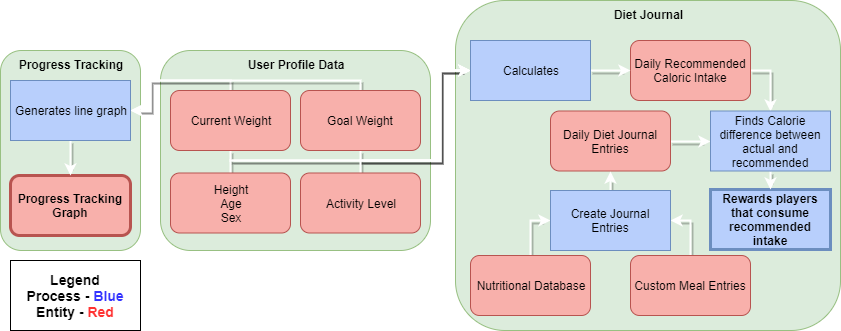 Progress Tracking
Generates line graph
Progress Tracking
Graph
Legend
Process - Blue
Entity - Red
User Profile Data
Current Weight
Goal Weight
Height
Age
Sex
Activity Level
Diet Journal
Calculates
Daily Recommended
Caloric Intake
Daily Diet Journal
Entries
Finds Calorie
difference between
actual and
recommended
Create Journal
Entries
Rewards players
that consume
recommended
intake
Nutritional Database
Custom Meal Entries